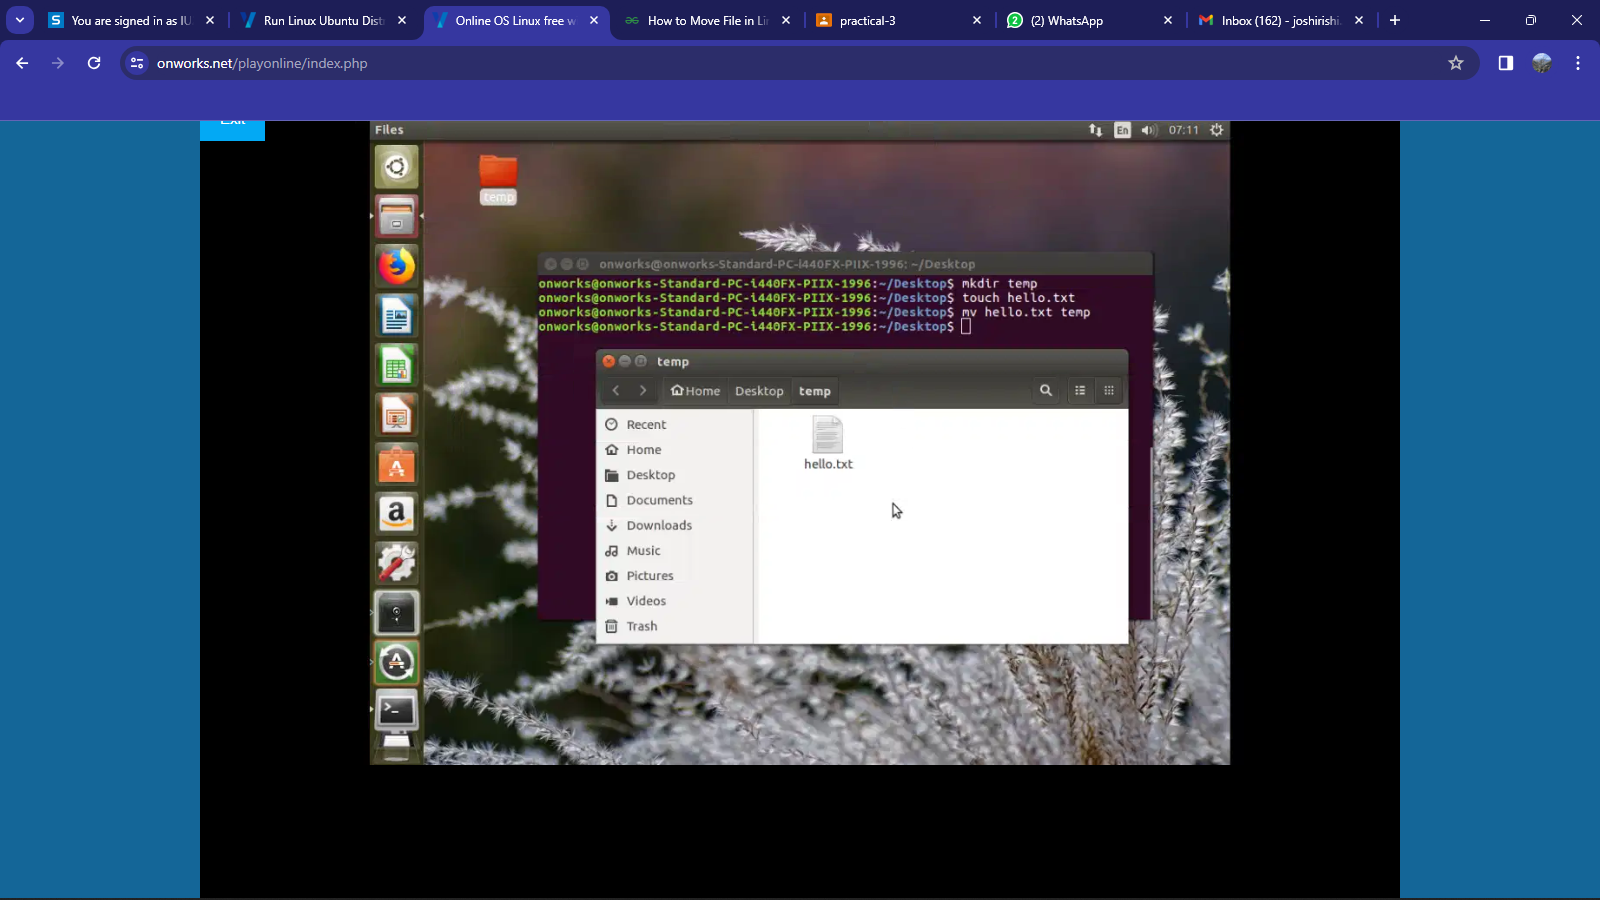 You are signed in as IU
Run Linux Ubuntu Dist
Online OS Linux free w
How to Move File in Li
practical-3
(2) WhatsApp
Inbox (162) - joshirishi
onworks.net/playonline/index.php
Exit
Files
En
07:11
temp
onworks@onworks-Standard-PC-i440FX-PIIX-1996: ~/Desktop
onworks@onworks-Standard-PC-i440FX-PIIX-1996:~/Desktop$ mkdir temp
onworks@onworks-Standard-PC-i440FX-PIIX-1996:~/Desktop$ touch hello.txt
onworks@onworks-Standard-PC-i440FX-PIIX-1996:~/Desktop$ mv hello.txt temp
onworks@onworks-Standard-PC-i440FX-PIIX-1996:~/Desktop$
temp
Home Desktop temp
Recent
Home
Desktop
Documents
Downloads
Music
Pictures
Videos
Trash
hello.txt